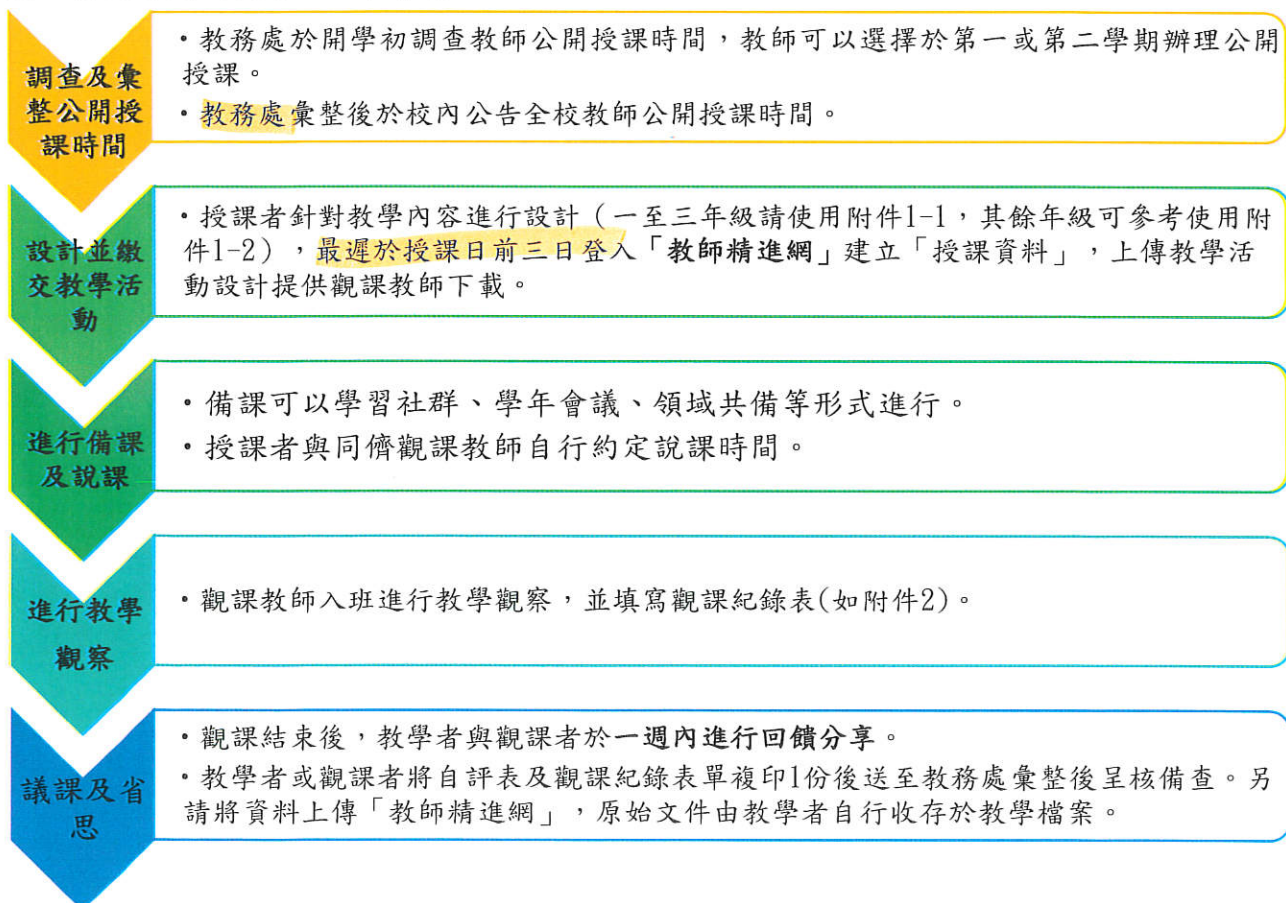 調查及彙
整公開授
課時間
・教務處於開學初調查教師公開授課時間，教師可以選擇於第一或第二學期辦理公開
授課。
・教務處彙整後於校內公告全校教師公開授課時間。
設計並繳
交教學活
動
・授課者針對教學內容進行設計（一至三年級請使用附件1-1，其餘年級可參考使用附
件1-2），最遲於授課日前三日登入「教師精進網」建立「授課資料」，上傳教學活
動設計提供觀課教師下載。
進行備課
及說課
・備課可以學習社群、學年會議、領域共備等形式進行。
・授課者與同儕觀課教師自行約定說課時間。
進行教學
觀察
・觀課教師入班進行教學觀察，並填寫觀課紀錄表(如附件2)。
議課及省
思
・觀課結束後，教學者與觀課者於一週內進行回饋分享。
・教學者或觀課者將自評表及觀課紀錄表單複印1份後送至教務處彙整後呈核備查。另
請將資料上傳「教師精進網」，原始文件由教學者自行收存於教學檔案。